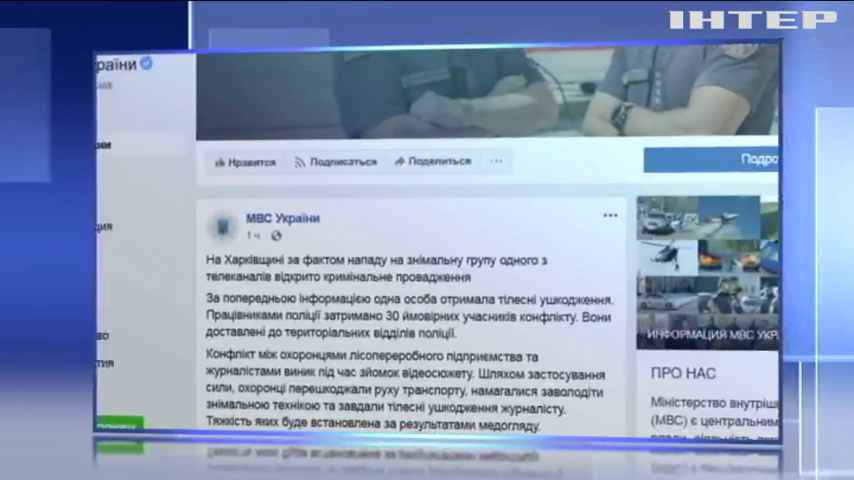 ІНТЕР
раїни
Нравится
Подписаться
Поделиться
Подро
МВС України
1 ч
На Харківщині за фактом нападу на знімальну групу одного з
телеканалів відкрито кримінальне провадження
За попередньою інформацією одна особа отримала тілесні ушкодження.
Працівниками поліції затримано 30 ймовірних учасників конфлікту. Вони
доставлені до територіальних відділів поліції.
Конфлікт між охоронцями лісопереробного підприємства та
журналістами виник під час зйомок відеосюжету. Шляхом застосування
сили, охоронці перешкоджали руху транспорту, намагалися заволодіти
знімальною технікою та завдали тілесні ушкодження журналісту.
Тяжкість яких буде встановлена за результатами медогляду.
ИНФОРМАЦИЯ МВС УКРА
ПРО НАС
Міністерство внутріш
(МВС) є центральним